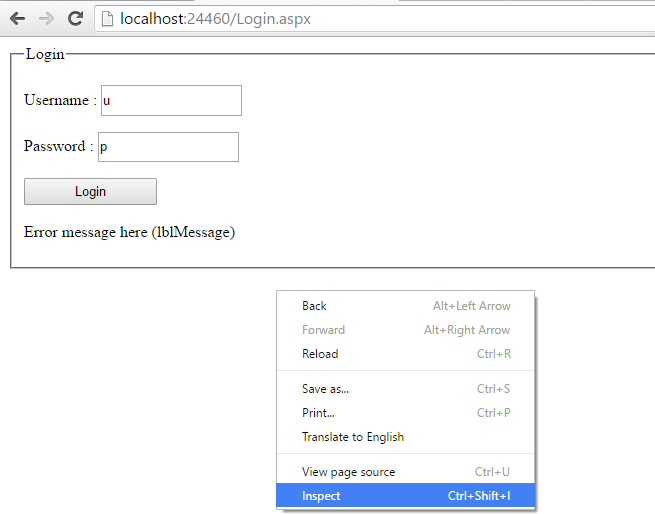 localhost:24460/Login.aspx
Login
Username : u
Password : p
Login
Error message here (lblMessage)
Back Alt+Left Arrow
Forward Alt+Right Arrow
Reload Ctrl+R
Save as... Ctrl+S
Print... Ctrl+P
Translate to English
View page source Ctrl+U
Inspect Ctrl+Shift+I